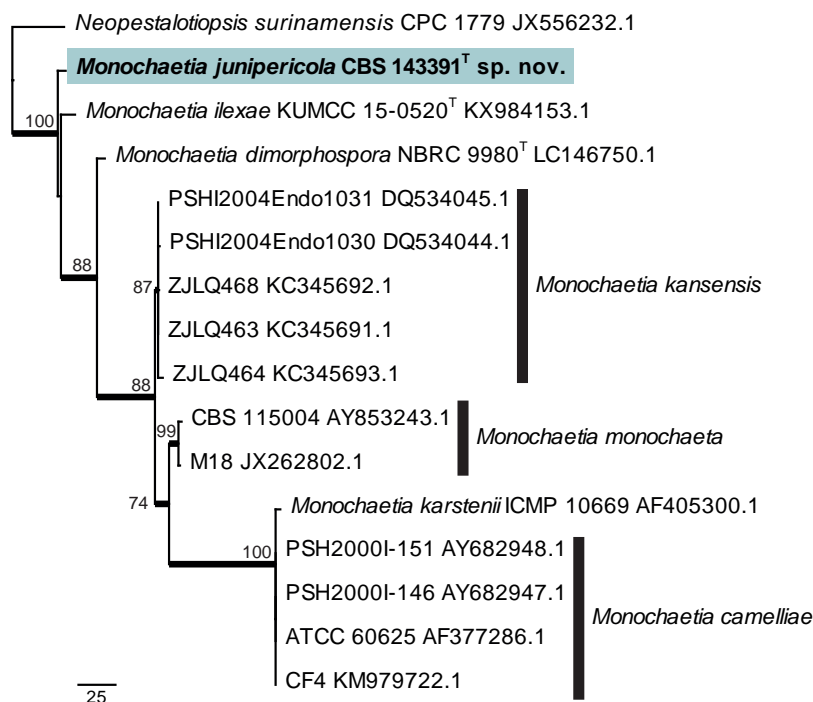 Neopestalotiopsis surinamensis CPC 1779 JX556232.1
Monochaetia junipericola CBS 143391ᵀ sp. nov.
100
Monochaetia ilexae KUMCC 15-0520ᵀ KX984153.1
Monochaetia dimorphospora NBRC 9980ᵀ LC146750.1
88
PSHI2004Endo1031 DQ534045.1
PSHI2004Endo1030 DQ534044.1
87
ZJLQ468 KC345692.1
Monochaetia kansensis
ZJLQ463 KC345691.1
88
ZJLQ464 KC345693.1
99
CBS 115004 AY853243.1
Monochaetia monochaeta
M18 JX262802.1
74
Monochaetia karstenii ICMP 10669 AF405300.1
100
PSH2000I-151 AY682948.1
PSH2000I-146 AY682947.1
Monochaetia camelliae
ATCC 60625 AF377286.1
CF4 KM979722.1
25